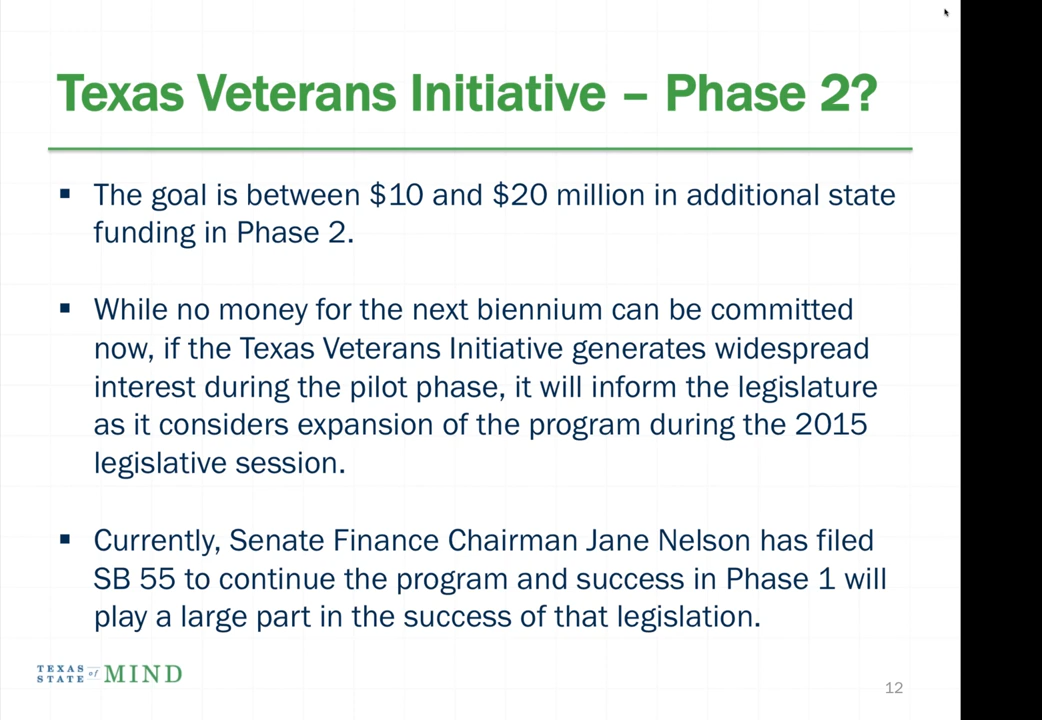 Texas Veterans Initiative – Phase 2?
▪ The goal is between $10 and $20 million in additional state
funding in Phase 2.
▪ While no money for the next biennium can be committed
now, if the Texas Veterans Initiative generates widespread
interest during the pilot phase, it will inform the legislature
as it considers expansion of the program during the 2015
legislative session.
▪ Currently, Senate Finance Chairman Jane Nelson has filed
SB 55 to continue the program and success in Phase 1 will
play a large part in the success of that legislation.
TEXAS
STATE of MIND
12